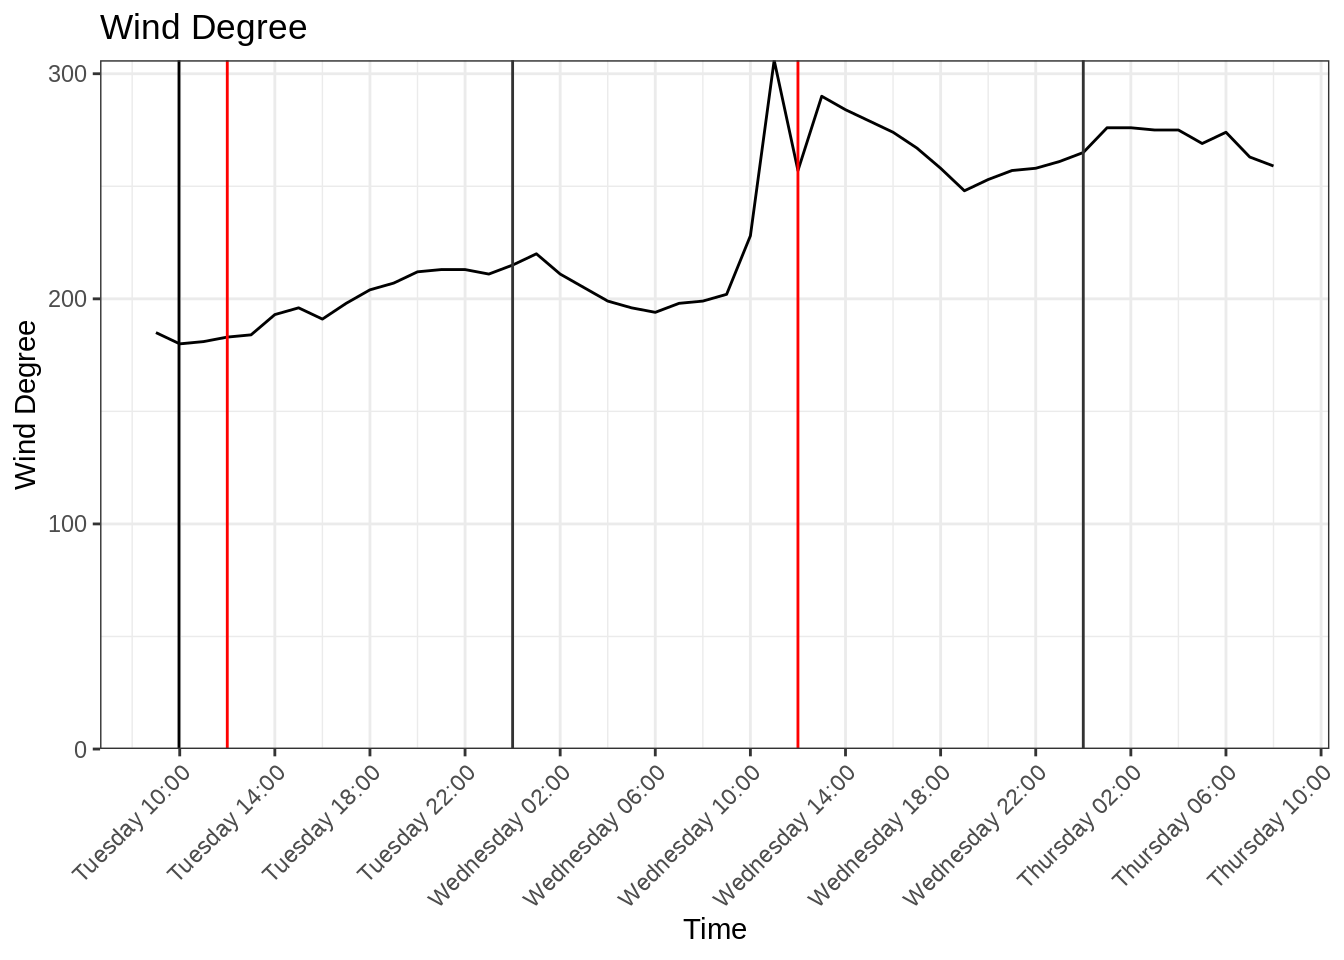 Wind Degree
Wind Degree
300
200
100
0
Tuesday 10:00
Tuesday 14:00
Tuesday 18:00
Tuesday 22:00
Wednesday 02:00
Wednesday 06:00
Wednesday 10:00
Wednesday 14:00
Wednesday 18:00
Wednesday 22:00
Thursday 02:00
Thursday 06:00
Thursday 10:00
Time